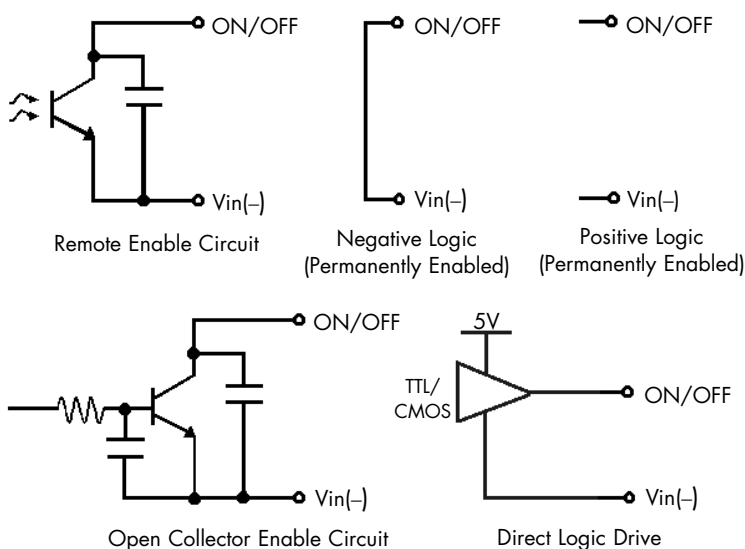 ON/OFF
Vin(–)
Remote Enable Circuit
ON/OFF
Vin(–)
Negative Logic
(Permanently Enabled)
ON/OFF
Vin(–)
Positive Logic
(Permanently Enabled)
ON/OFF
Vin(–)
Open Collector Enable Circuit
5V
TTL/
CMOS
ON/OFF
Vin(–)
Direct Logic Drive